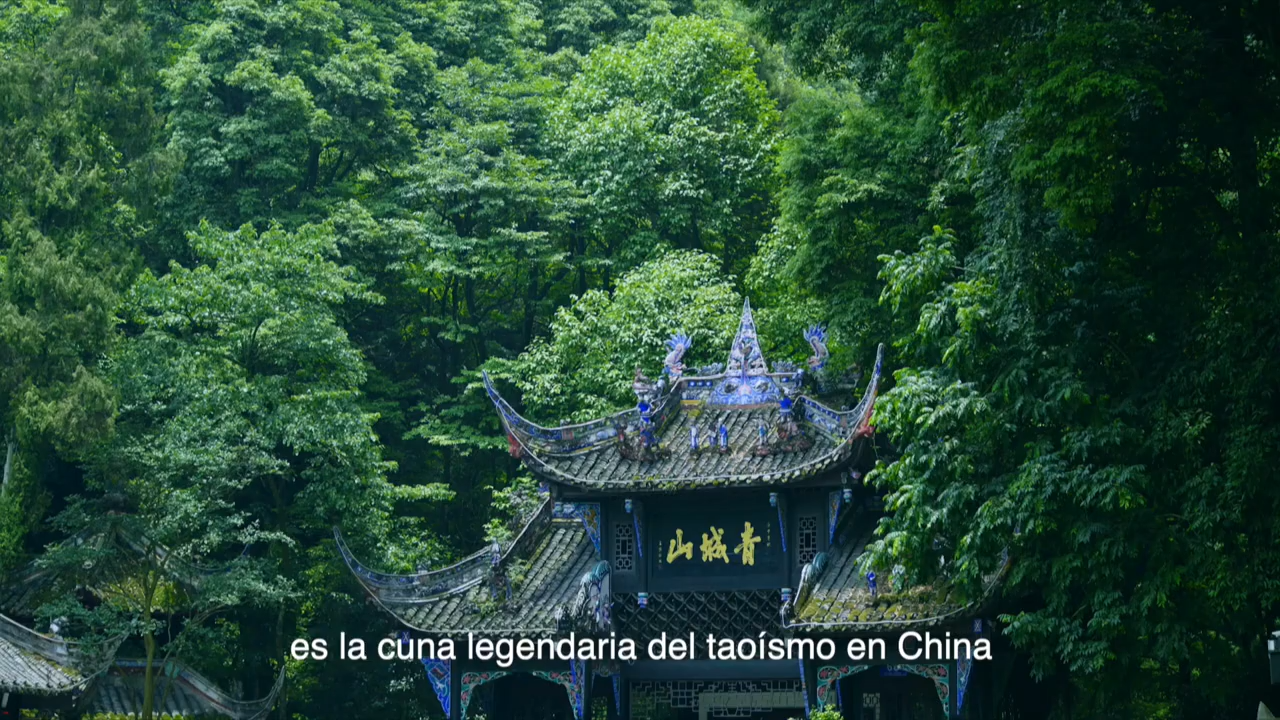 青城山
es la cuna legendaria del taoísmo en China